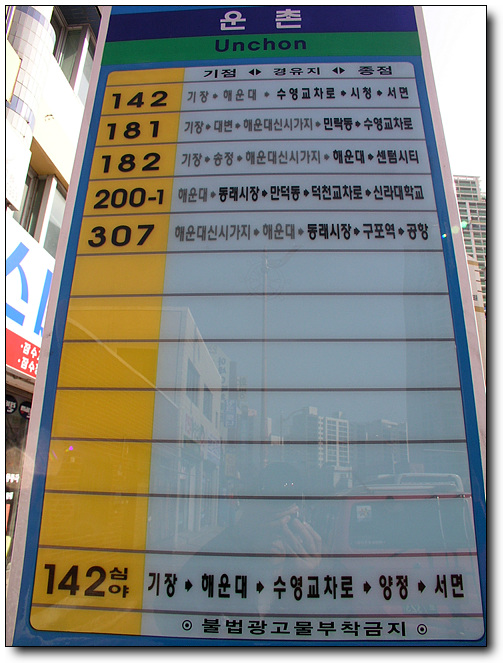 운촌
Unchon
기점 ◂▸ 경유지 ◂▸ 종점
142 기장 ▸ 해운대 ▸ 수영교차로 ▸ 시청 ▸ 서면
181 기장 ▸ 대변 ▸ 해운대신시가지 ▸ 민락동 ▸ 수영교차로
182 기장 ▸ 송정 ▸ 해운대신시가지 ▸ 해운대 ▸ 센텀시티
200-1 해운대 ▸ 동래시장 ▸ 만덕동 ▸ 덕천교차로 ▸ 신라대학교
307 해운대신시가지 ▸ 해운대 ▸ 동래시장 ▸ 구포역 ▸ 공항
142 심야 기장 ▸ 해운대 ▸ 수영교차로 ▸ 양정 ▸ 서면
◎ 불법광고물부착금지 ◎